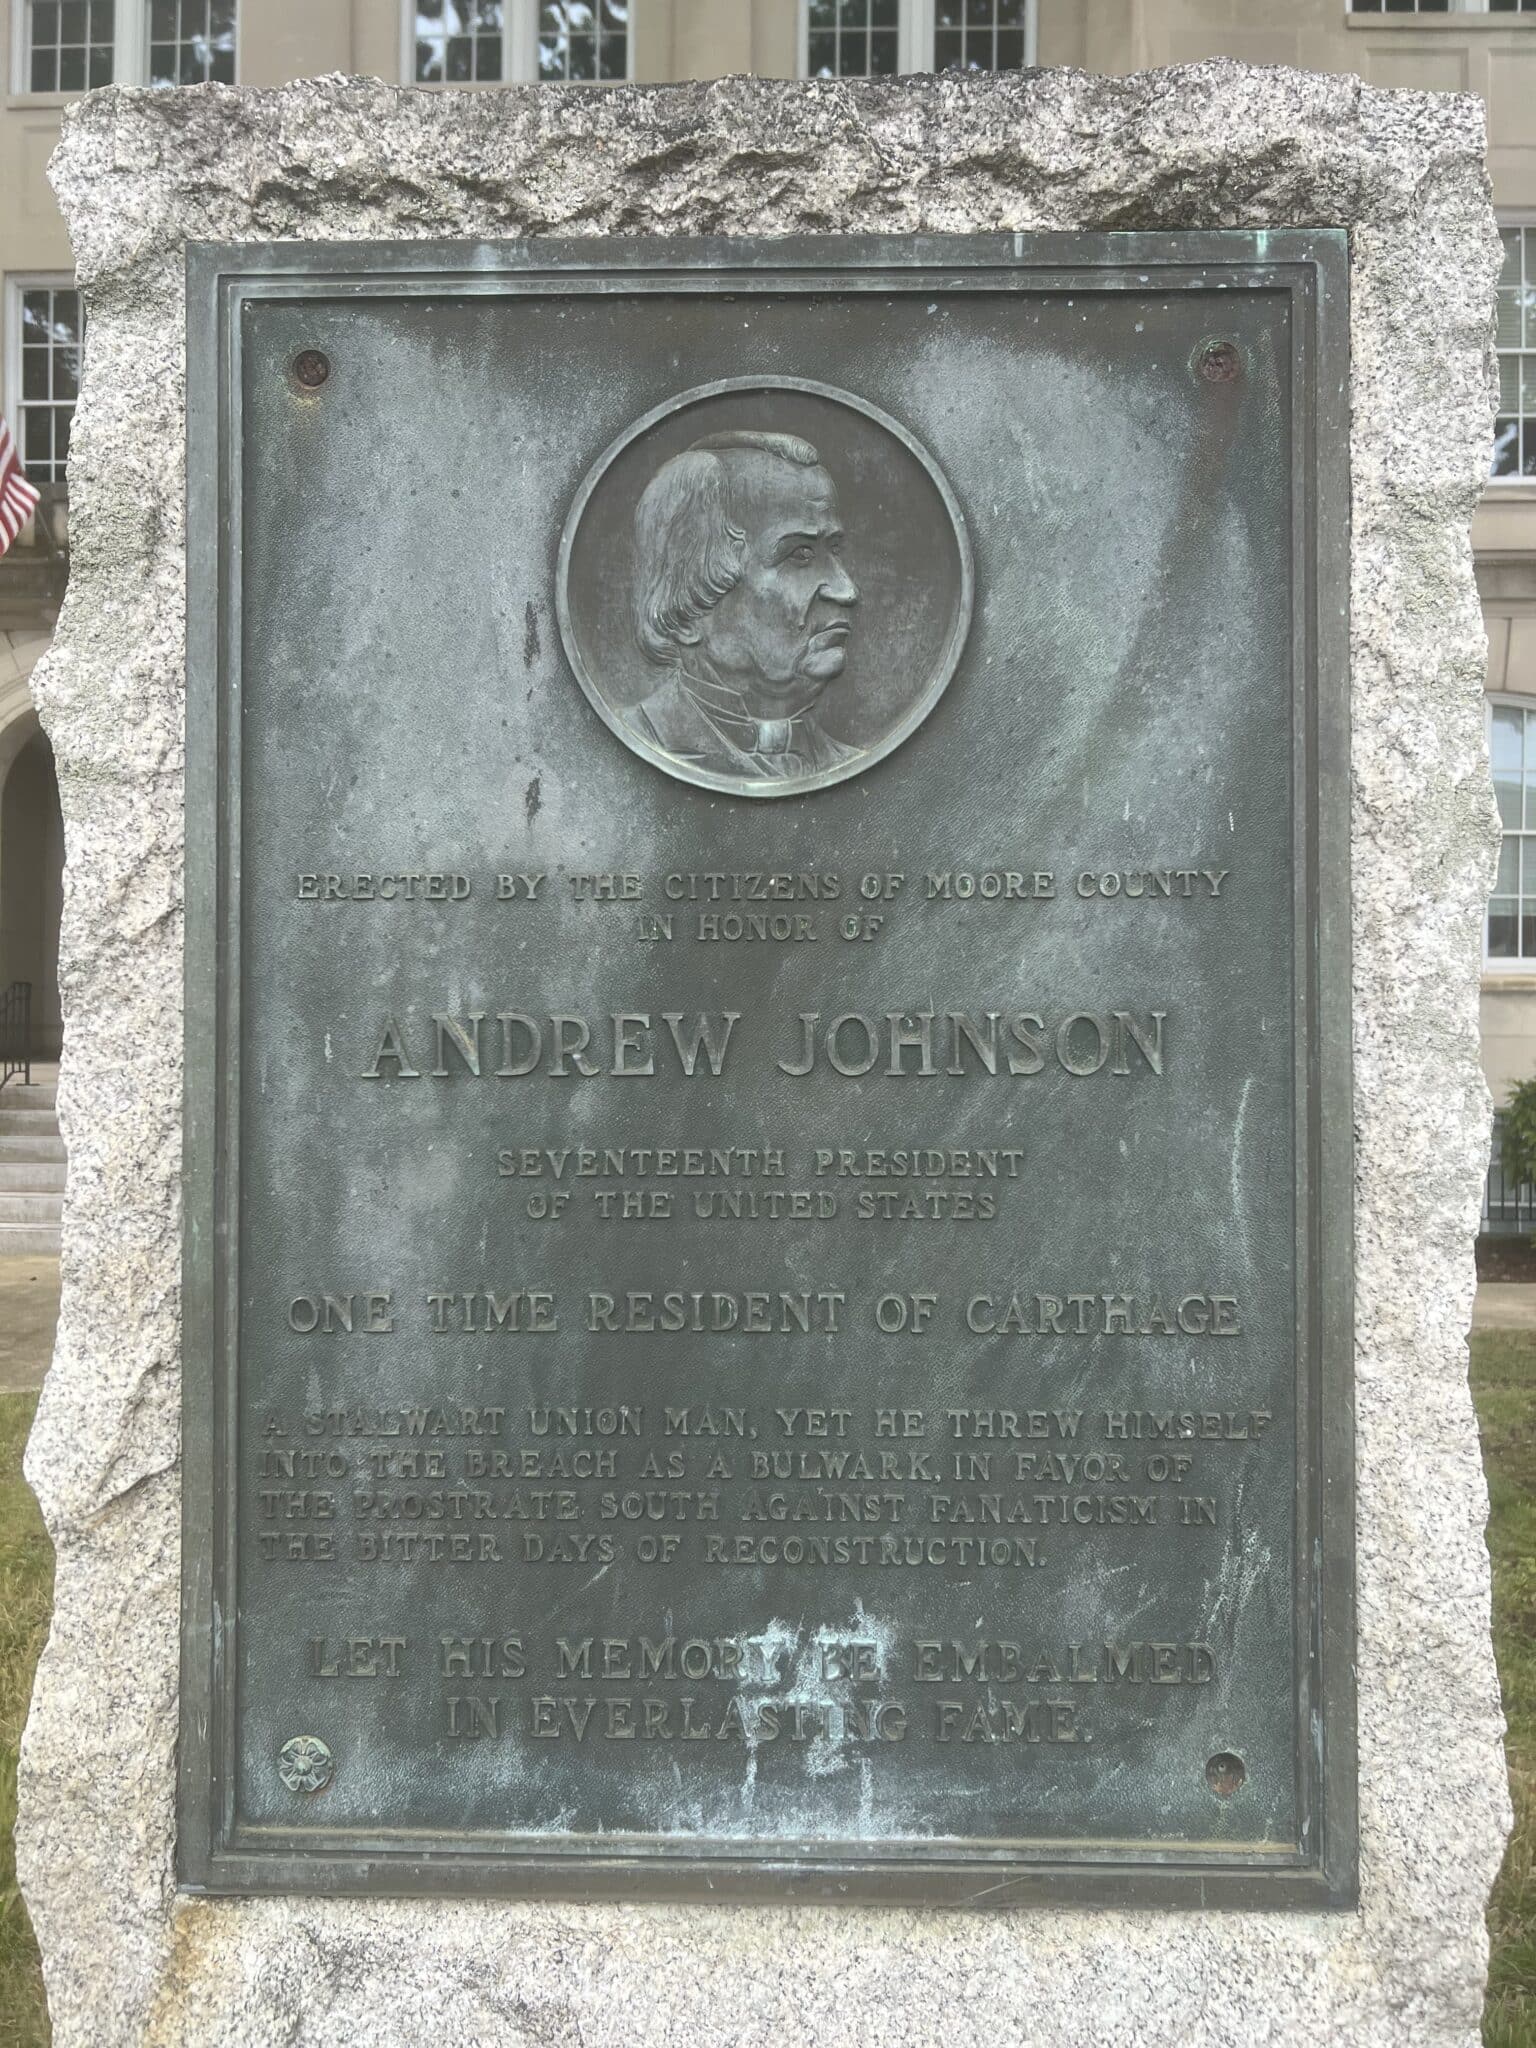 ERECTED BY THE CITIZENS OF MOORE COUNTY
IN HONOR OF
ANDREW JOHNSON
SEVENTEENTH PRESIDENT
OF THE UNITED STATES
ONE TIME RESIDENT OF CARTHAGE
A STALWART UNION MAN, YET HE THREW HIMSELF
INTO THE BREACH AS A BULWARK, IN FAVOR OF
THE PROSTRATE SOUTH AGAINST FANATICISM IN
THE BITTER DAYS OF RECONSTRUCTION.
LET HIS MEMORY BE EMBALMED
IN EVERLASTING FAME.